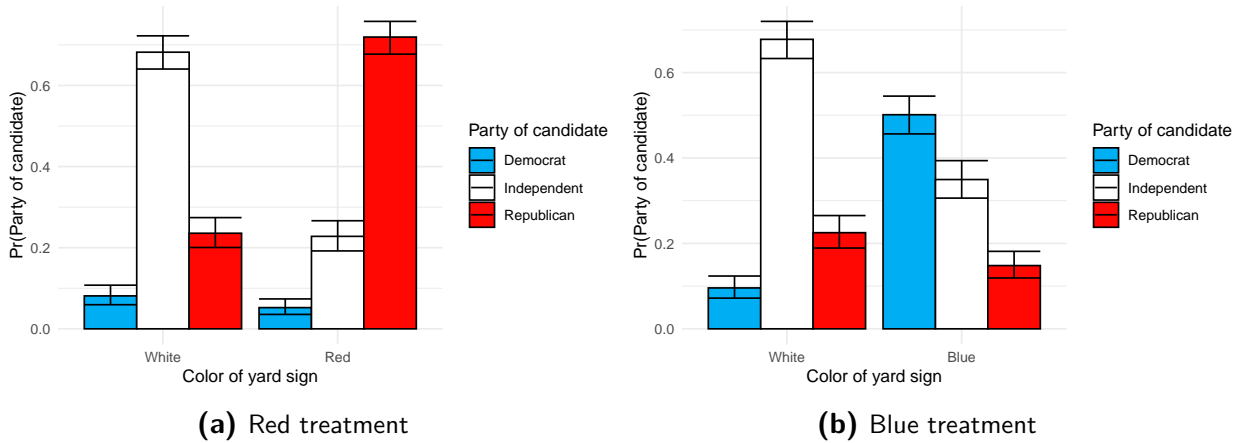 Pr(Party of candidate)
0.6
0.4
0.2
0.0
White
Red
Color of yard sign
Party of candidate
Democrat
Independent
Republican
(a) Red treatment
Pr(Party of candidate)
0.6
0.4
0.2
0.0
White
Blue
Color of yard sign
Party of candidate
Democrat
Independent
Republican
(b) Blue treatment